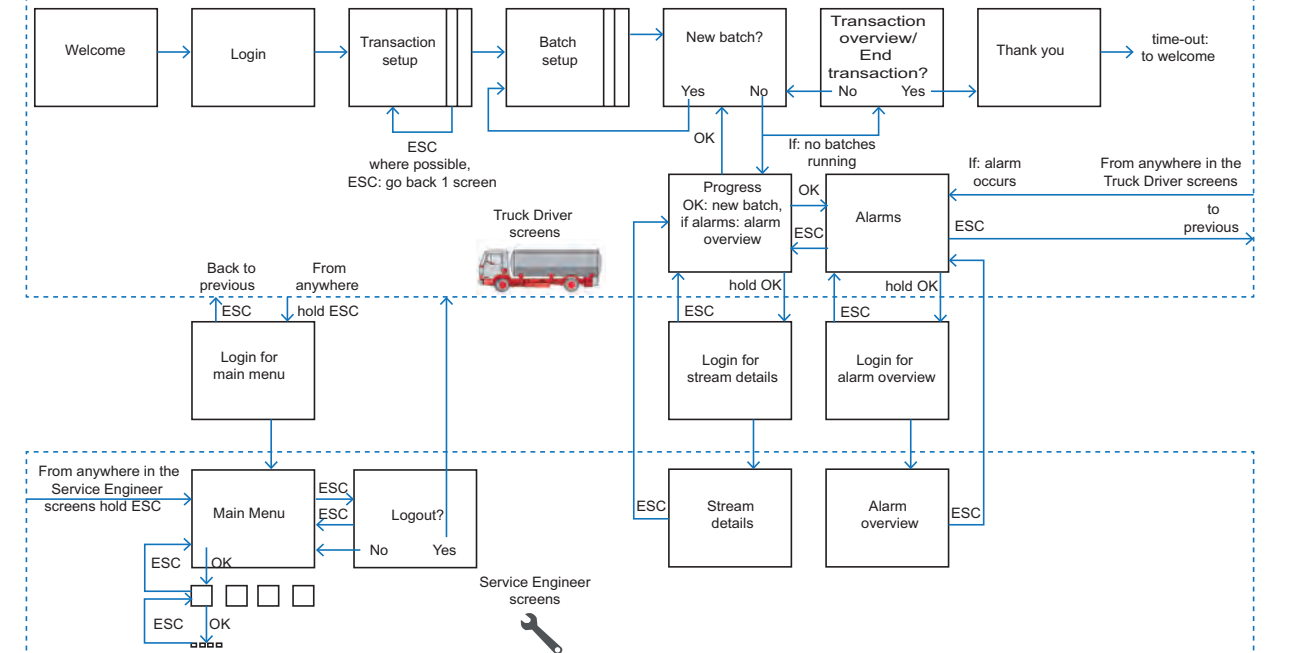 Welcome
Login
Transaction
setup
Batch
setup
New batch?
Yes
No
Transaction
overview/
End
transaction?
No
Yes
Thank you
time-out:
to welcome
ESC
where possible,
ESC: go back 1 screen
OK
If: no batches
running
Progress
OK: new batch,
if alarms: alarm
overview
OK
ESC
Alarms
If: alarm
occurs
From anywhere in the
Truck Driver screens
ESC
to
previous
Truck Driver
screens
Back to
previous
From
anywhere
ESC
hold ESC
hold OK
ESC
hold OK
ESC
Login for
main menu
Login for
stream details
Login for
alarm overview
From anywhere in the
Service Engineer
screens hold ESC
Main Menu
ESC
ESC
Logout?
No
Yes
ESC
Stream
details
Alarm
overview
ESC
ESC
OK
ESC
OK
Service Engineer
screens